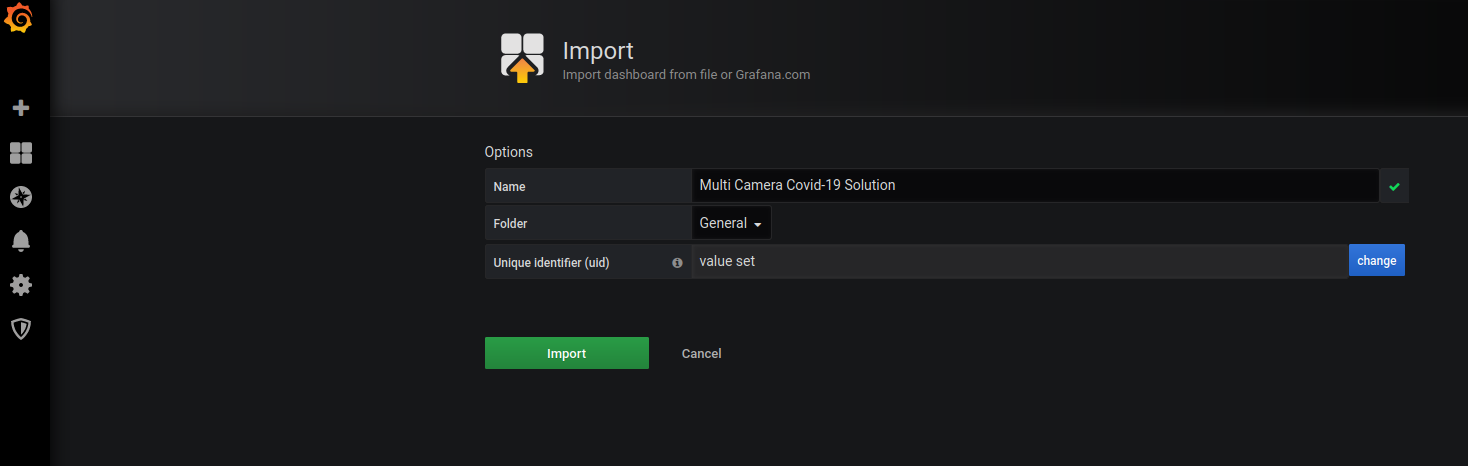 Import
Import dashboard from file or Grafana.com
Options
Name Multi Camera Covid-19 Solution
Folder General
Unique identifier (uid) value set change
Import Cancel